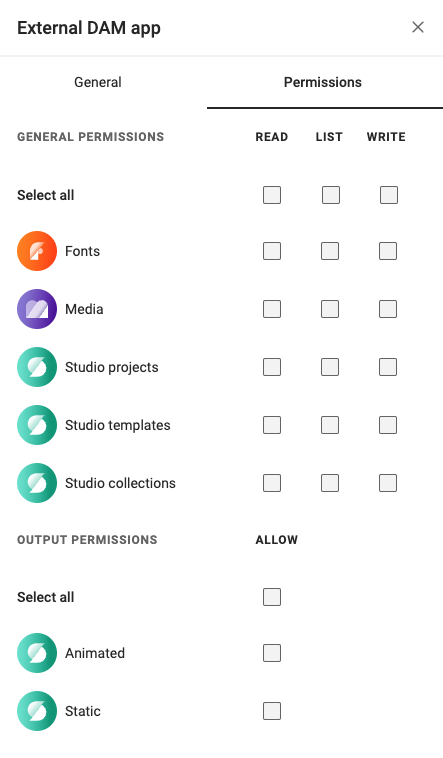 External DAM app
General Permissions
GENERAL PERMISSIONS READ LIST WRITE
Select all
Fonts
Media
Studio projects
Studio templates
Studio collections
OUTPUT PERMISSIONS ALLOW
Select all
Animated
Static